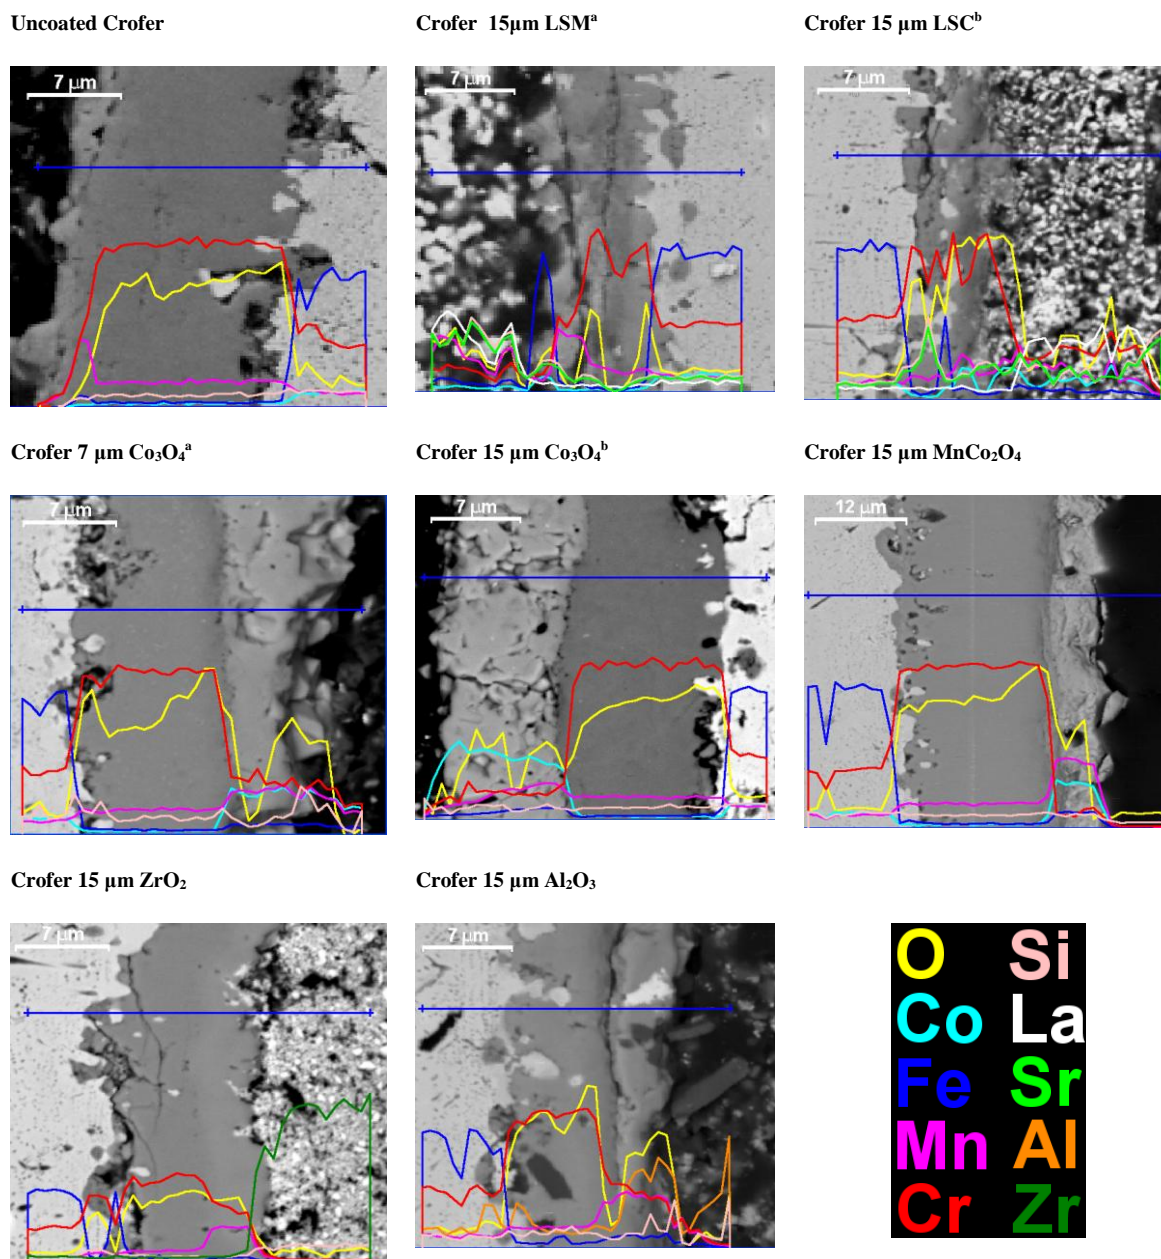 Uncoated Crofer
Crofer 15µm LSMᵃ
Crofer 15 µm LSCᵇ
7 µm
7 µm
7 µm
Crofer 7 µm Co₃O₄ᵃ
Crofer 15 µm Co₃O₄ᵇ
Crofer 15 µm MnCo₂O₄
7 µm
7 µm
12 µm
Crofer 15 µm ZrO₂
Crofer 15 µm Al₂O₃
7 µm
7 µm
O Si
Co La
Fe Sr
Mn Al
Cr Zr